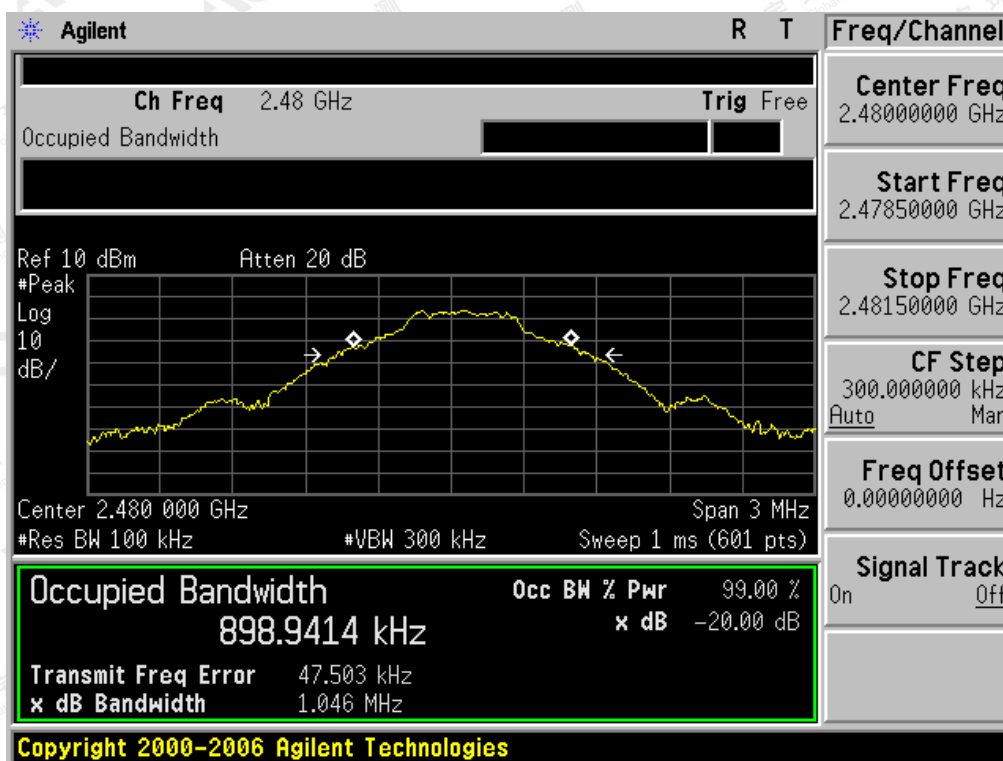 Agilent R T
Ch Freq 2.48 GHz Trig Free
Occupied Bandwidth
Ref 10 dBm Atten 20 dB
#Peak
Log
10
dB/
Center 2.480 000 GHz Span 3 MHz
#Res BW 100 kHz #VBW 300 kHz Sweep 1 ms (601 pts)
Occupied Bandwidth Occ BW % Pwr 99.00 %
898.9414 kHz x dB -20.00 dB
Transmit Freq Error 47.503 kHz
x dB Bandwidth 1.046 MHz
Copyright 2000-2006 Agilent Technologies
Freq/Channel
Center Freq
2.48000000 GHz
Start Freq
2.47850000 GHz
Stop Freq
2.48150000 GHz
CF Step
300.000000 kHz
Auto Man
Freq Offset
0.00000000 Hz
Signal Track
On Off